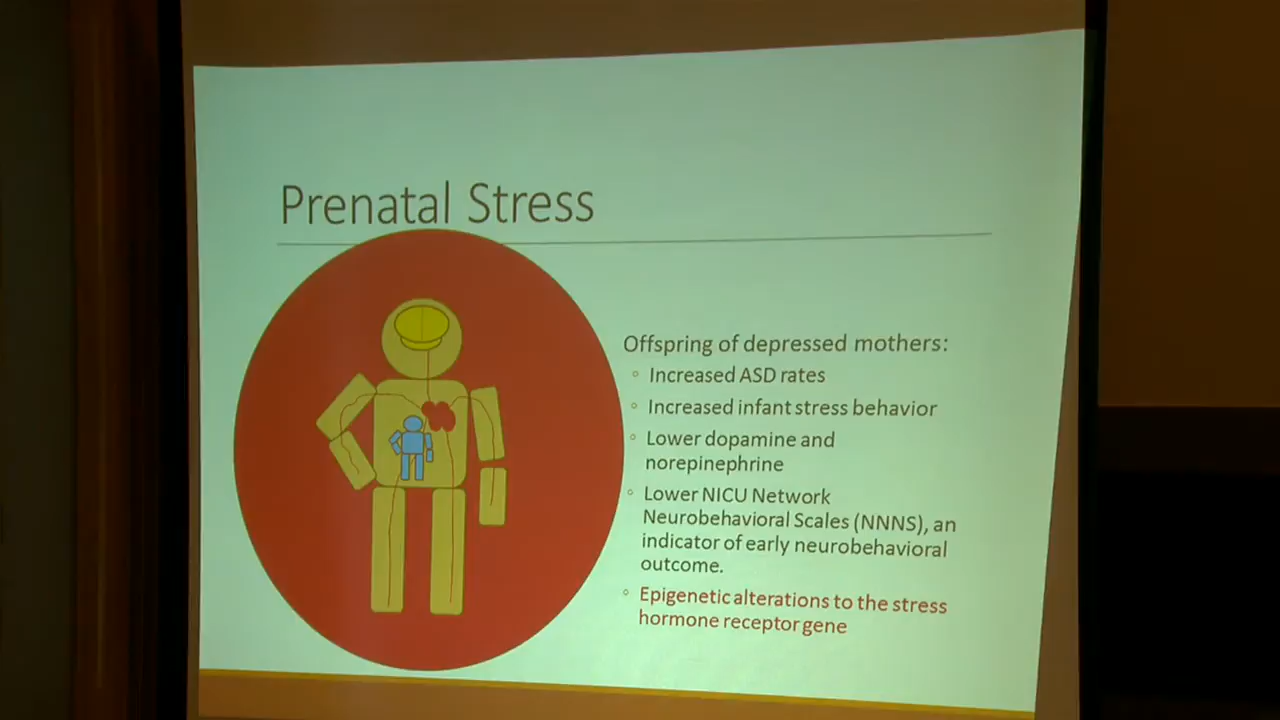 Prenatal Stress
Offspring of depressed mothers:
◦ Increased ASD rates
◦ Increased infant stress behavior
◦ Lower dopamine and
norepinephrine
◦ Lower NICU Network
Neurobehavioral Scales (NNNS), an
indicator of early neurobehavioral
outcome.
◦ Epigenetic alterations to the stress
hormone receptor gene